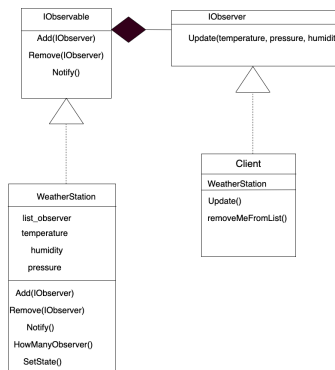 IObservable
Add(IObserver)
Remove(IObserver)
Notify()
IObserver
Update(temperature, pressure, humidit
Client
WeatherStation
Update()
removeMeFromList()
WeatherStation
list_observer
temperature
humidity
pressure
Add(IObserver)
Remove(IObserver)
Notify()
HowManyObserver()
SetState()